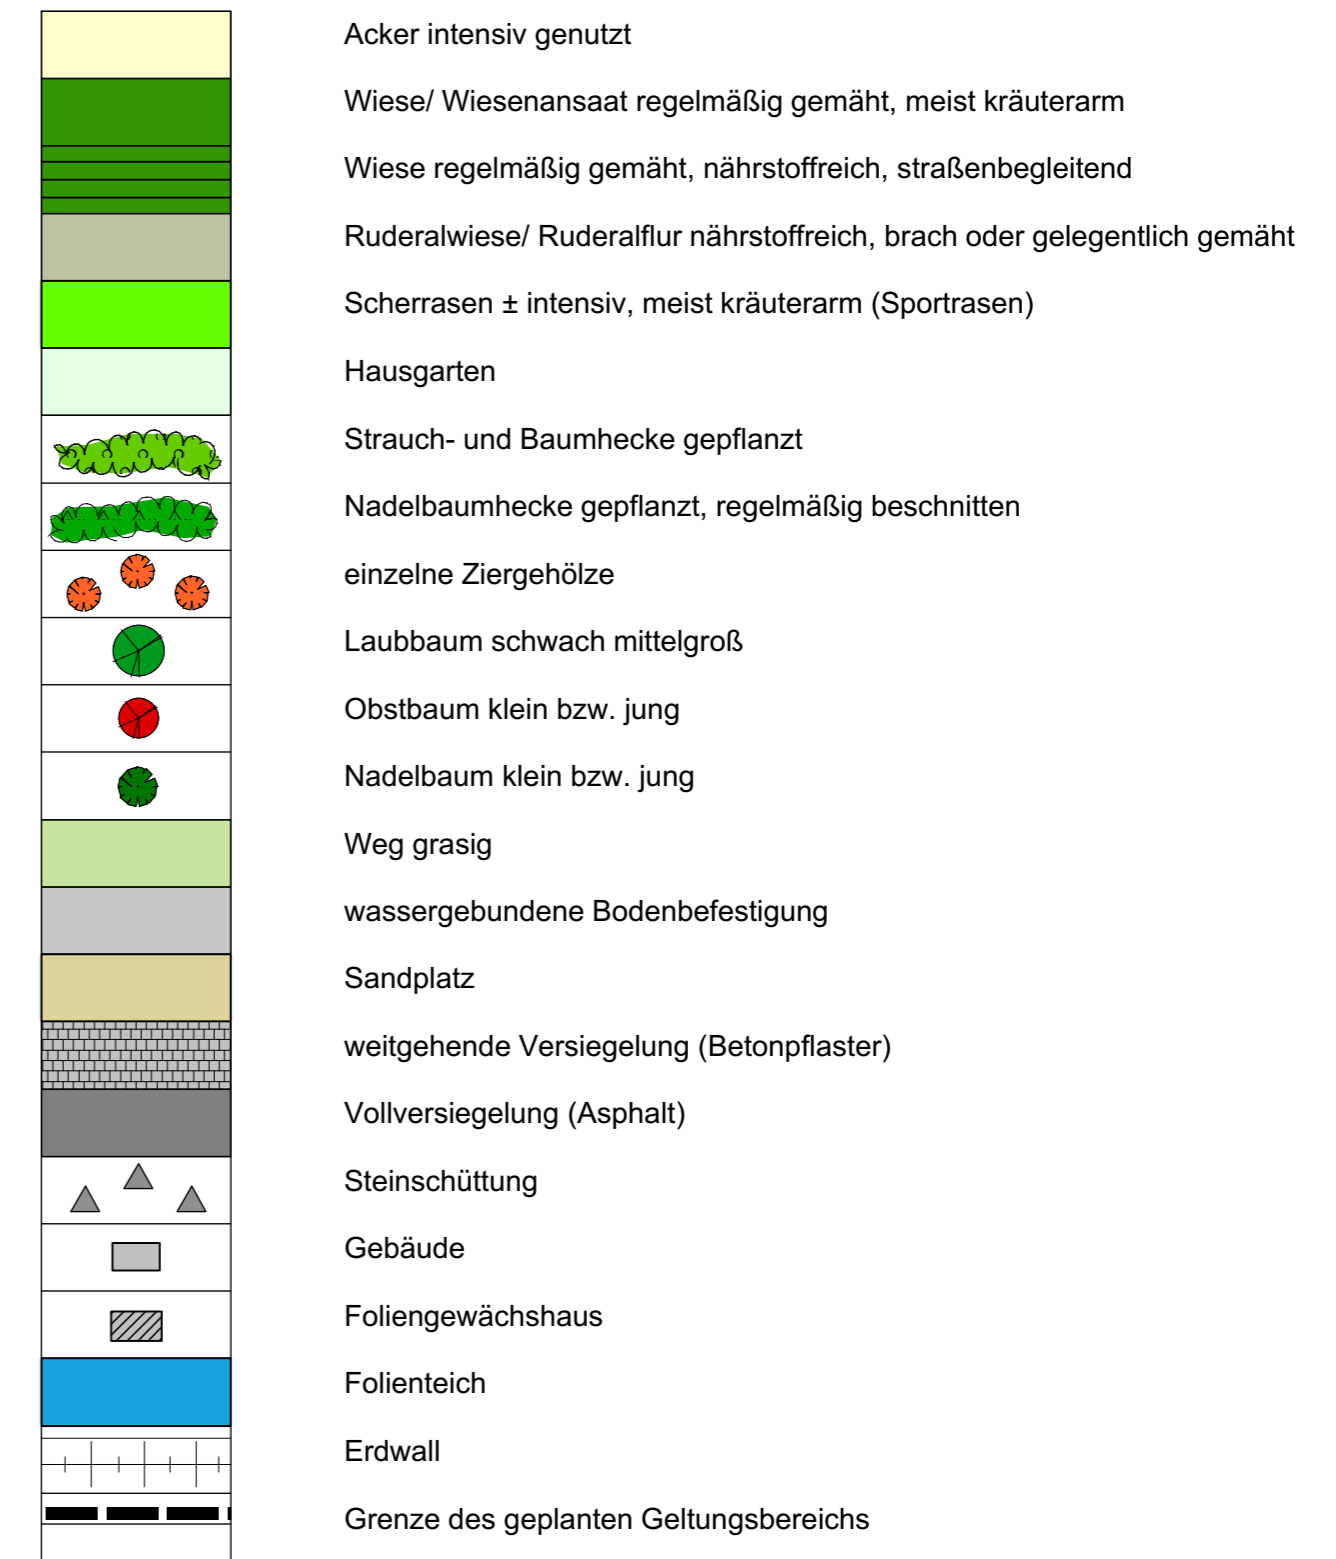 Acker intensiv genutzt
Wiese/ Wiesenansaat regelmäßig gemäht, meist kräuterarm
Wiese regelmäßig gemäht, nährstoffreich, straßenbegleitend
Ruderalwiese/ Ruderalflur nährstoffreich, brach oder gelegentlich gemäht
Scherrasen ± intensiv, meist kräuterarm (Sportrasen)
Hausgarten
Strauch- und Baumhecke gepflanzt
Nadelbaumhecke gepflanzt, regelmäßig beschnitten
einzelne Ziergehölze
Laubbaum schwach mittelgroß
Obstbaum klein bzw. jung
Nadelbaum klein bzw. jung
Weg grasig
wassergebundene Bodenbefestigung
Sandplatz
weitgehende Versiegelung (Betonpflaster)
Vollversiegelung (Asphalt)
Steinschüttung
Gebäude
Foliengewächshaus
Folienteich
Erdwall
Grenze des geplanten Geltungsbereichs